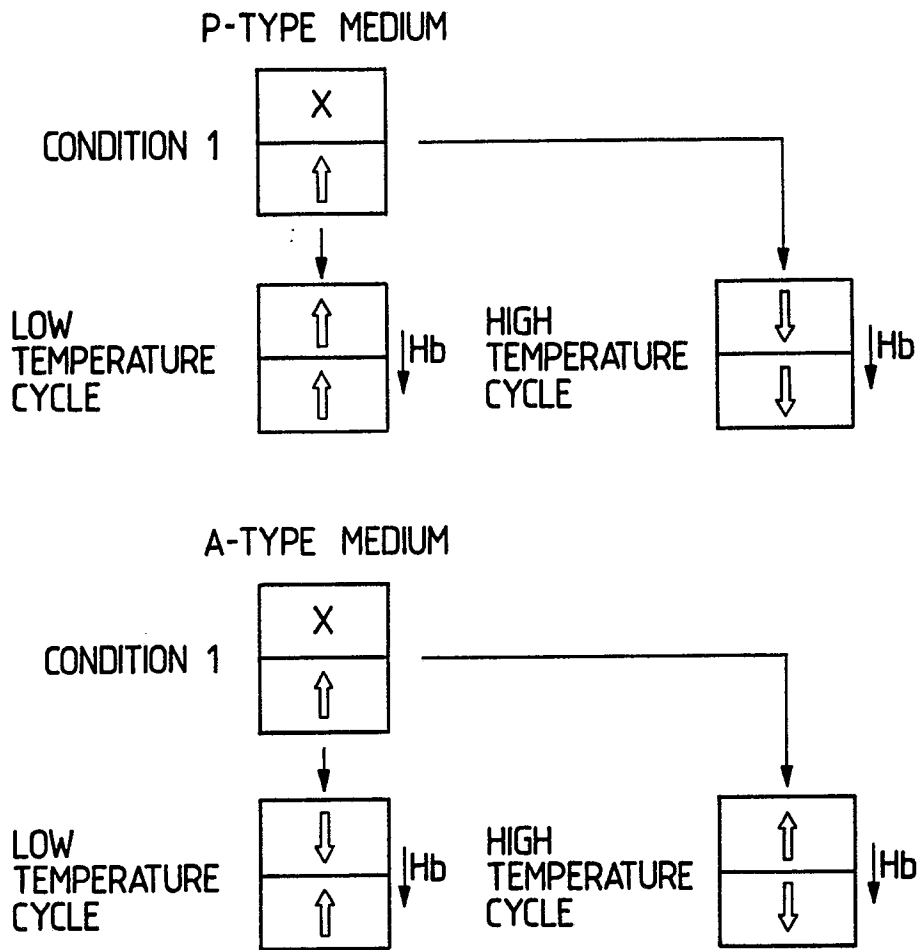 P-TYPE MEDIUM
X
CONDITION 1
LOW
TEMPERATURE
CYCLE
Hb
HIGH
TEMPERATURE
CYCLE
Hb
A-TYPE MEDIUM
X
CONDITION 1
LOW
TEMPERATURE
CYCLE
Hb
HIGH
TEMPERATURE
CYCLE
Hb